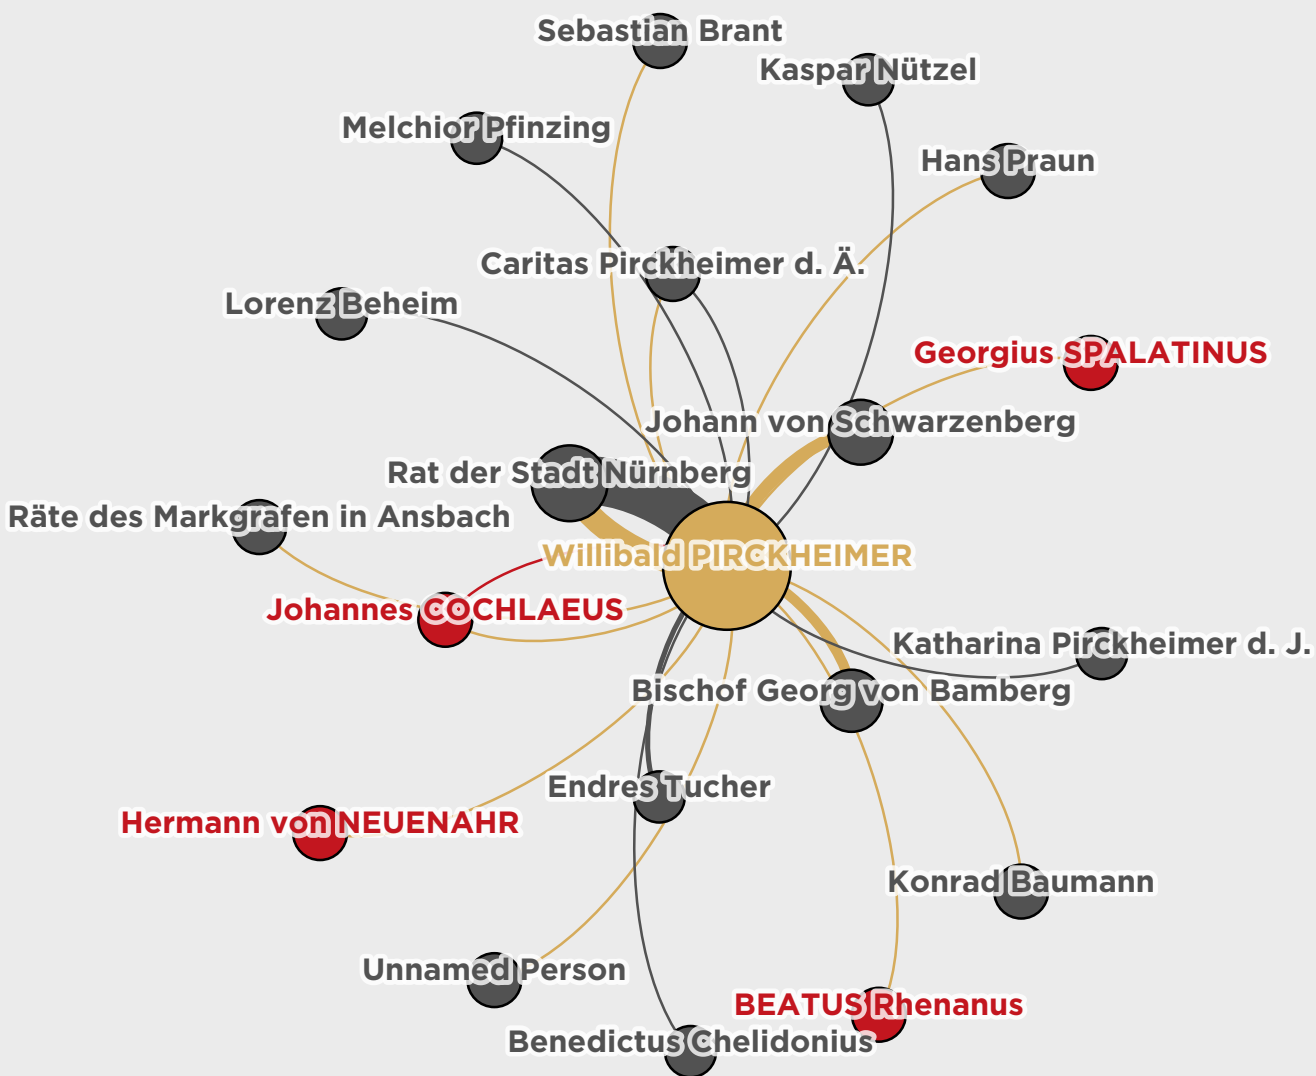 Sebastian Brant
Kaspar Nützel
Melchior Pfinzing
Hans Praun
Caritas Pirckheimer d. Ä.
Lorenz Beheim
Georgius SPALATINUS
Johann von Schwarzenberg
Rat der Stadt Nürnberg
Räte des Markgrafen in Ansbach
Willibald PIRCKHEIMER
Johannes COCHLAEUS
Katharina Pirckheimer d. J.
Bischof Georg von Bamberg
Endres Tucher
Hermann von NEUENAHR
Konrad Baumann
Unnamed Person
BEATUS Rhenanus
Benedictus Chelidonius